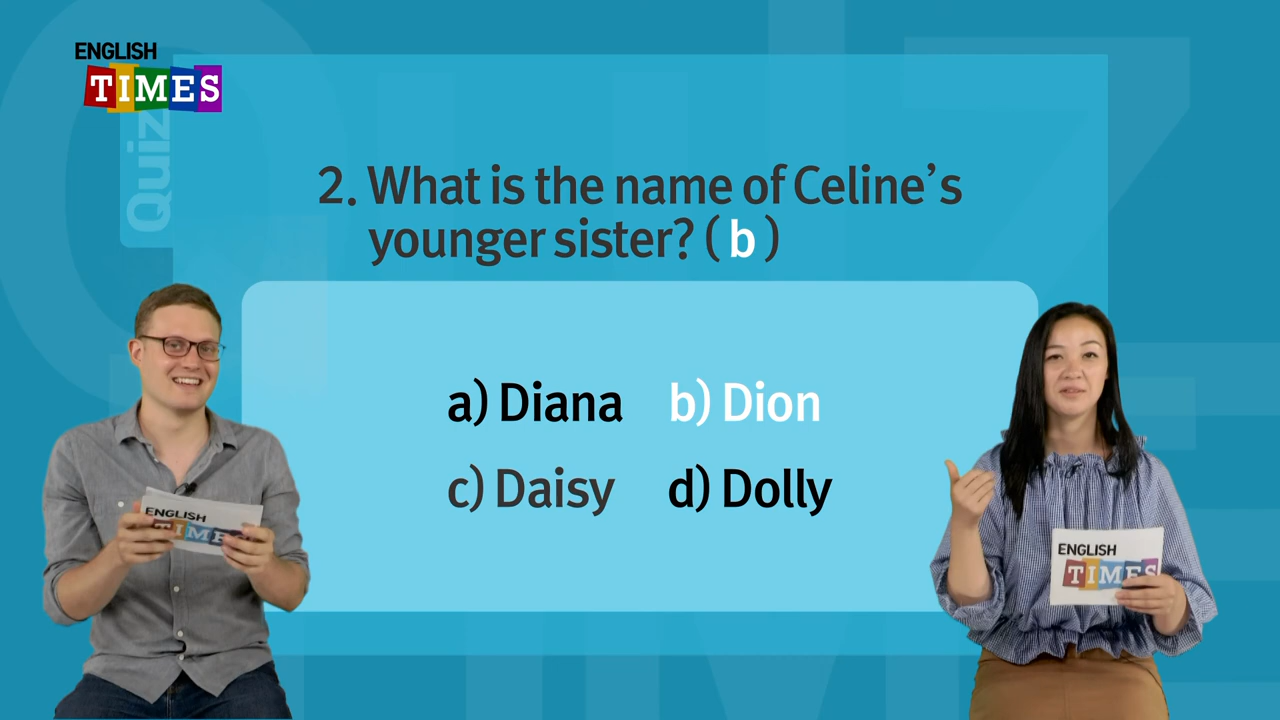 ENGLISH
TIMES
Quiz
2. What is the name of Celine's
younger sister? ( b )
a) Diana b) Dion
c) Daisy d) Dolly
ENGLISH
TIMES
ENGLISH
TIMES